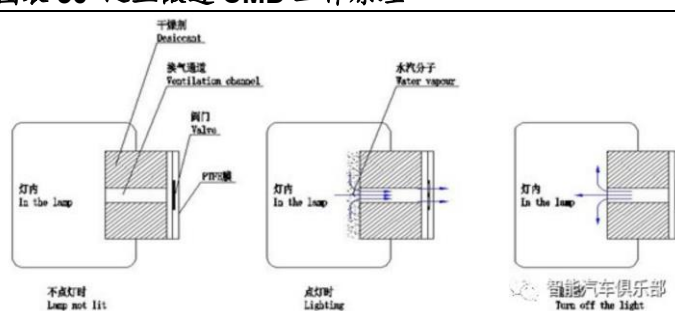 干燥剂
Desiccant
换气通道
Ventilation channel
阀门
Valve
PTFE膜
灯内
In the lamp
不点灯时
Lamp not lit
水汽分子
Water vapour
灯内
In the lamp
点灯时
Lighting
灯内
In the lamp
智能汽车俱乐部
Turn off the light